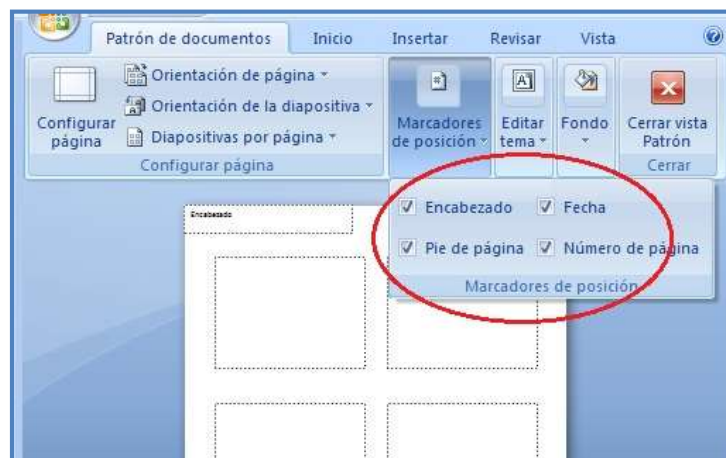 Patrón de documentos Inicio Insertar Revisar Vista
Configurar página
Orientación de página
Orientación de la diapositiva
Diapositivas por página
Configurar página
Marcadores de posición
Editar tema
Fondo
Cerrar vista Patrón
Cerrar
Encabezado Fecha
Pie de página Número de página
Marcadores de posición
Encabezado